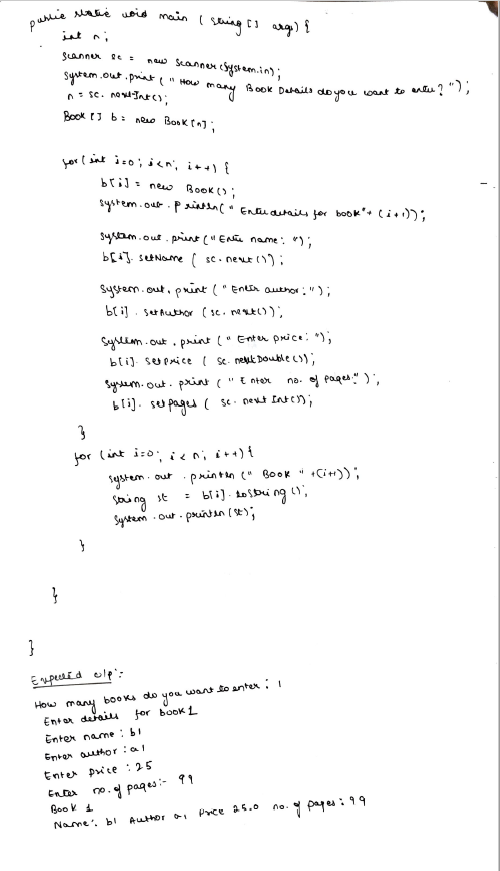 public static void main ( String [ ] args) {
int n;
Scanner sc = new Scanner(System.in);
System.out.print ( " How many Book Details do you want to enter? ");
n = sc. nextInt();
Book [ ] b = new Book[n];
for( int i=0; i<n; i++) {
b[i] = new Book();
System.out.println(" Enter details for book"+ (i+1));
System.out.print("Enter name: ");
b[i]. setName ( sc.next());
System.out.print ( " Enter author:");
b[i]. setAuthor (sc.next());
System.out.print ( " Enter price: ");
b[i]. setprice ( sc.nextDouble());
System.out.print ( " Enter no. of pages:" );
b[i]. setpages ( sc.nextInt());
}
for (int i=0; i<n; i++) {
System.out.println (" Book " +(i+1));
String st = b[i].toString();
System.out.println(st);
}
}
}
Expected o/p:-
How many books do you want to enter : 1
Enter details for book 1
Enter name : b1
Enter author : a1
Enter price : 25
Enter no. of pages:- 99
Book 1
Name: b1 Author a1 Price 25.0 no. of pages : 99